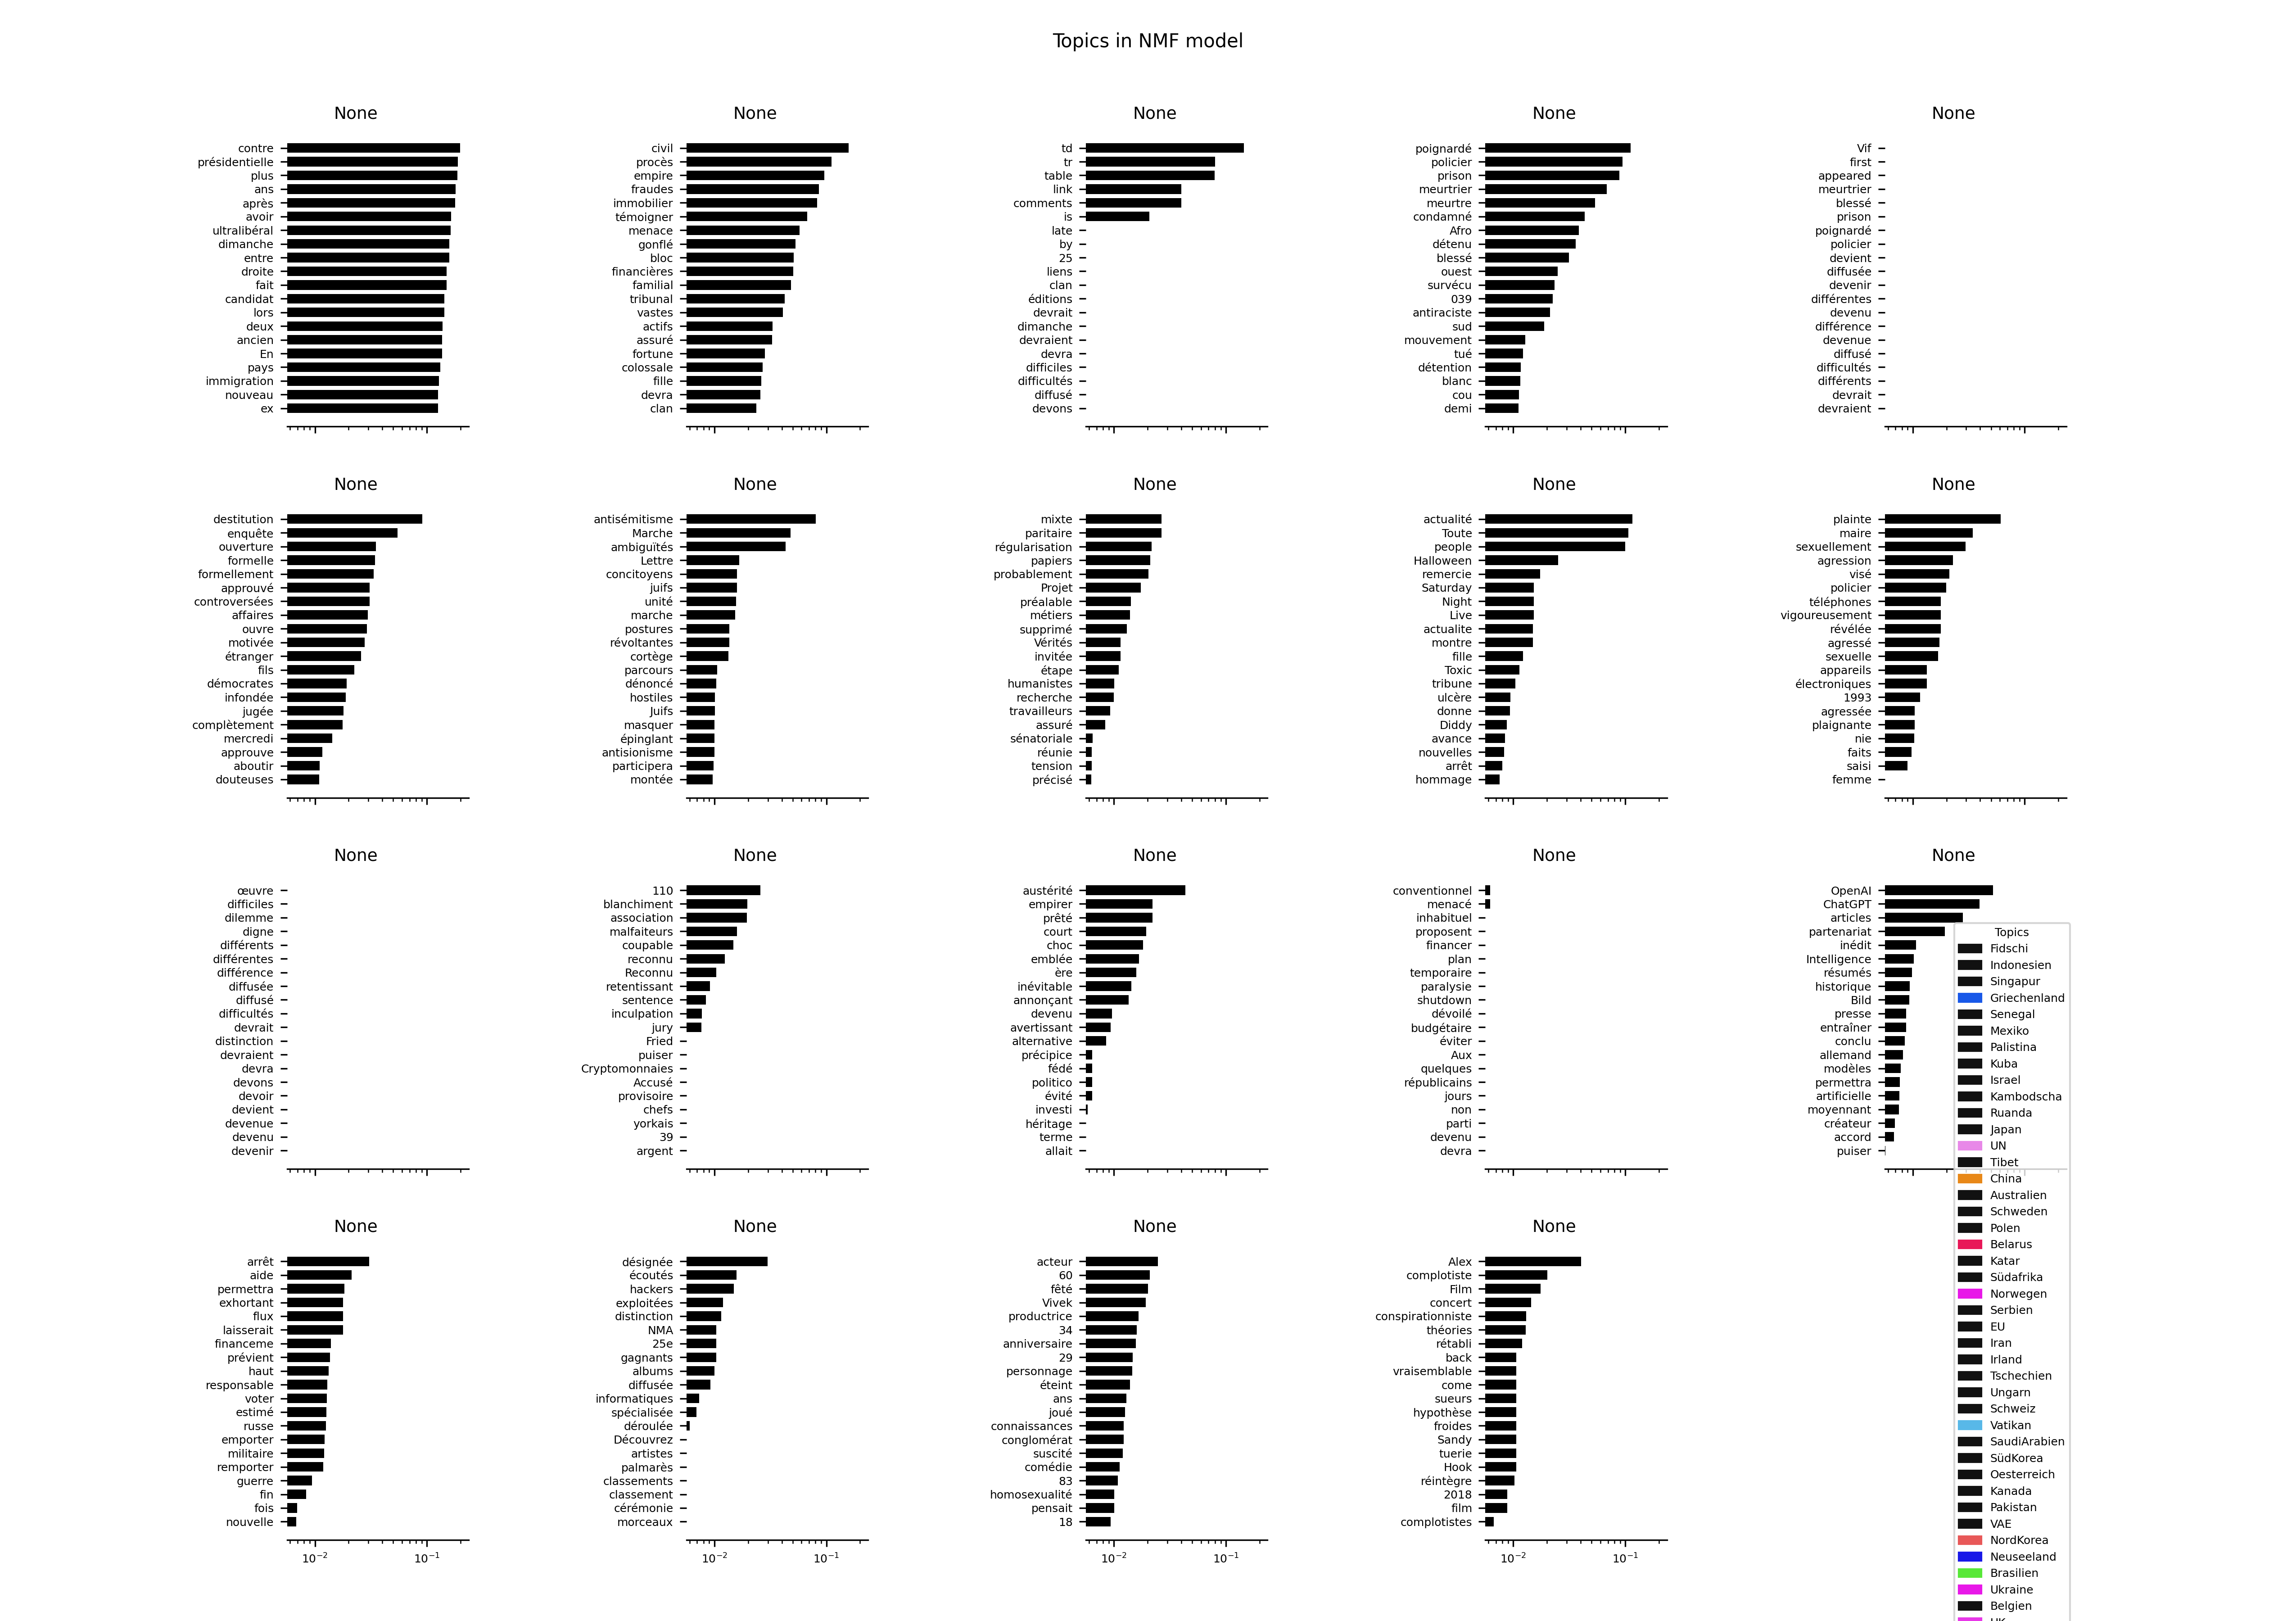 Topics in NMF model
None
contre
présidentielle
plus
ans
après
avoir
ultralibéral
dimanche
entre
droite
fait
candidat
lors
deux
ancien
En
pays
immigration
nouveau
ex
None
civil
procès
empire
fraudes
immobilier
témoigner
menace
gonflé
bloc
financières
familial
tribunal
vastes
actifs
assuré
fortune
colossale
fille
devra
clan
None
td
tr
table
link
comments
is
late
by
25
liens
clan
éditions
devrait
dimanche
devraient
devra
difficiles
difficultés
diffusé
devons
None
poignardé
policier
prison
meurtrier
meurtre
condamné
Afro
détenu
blessé
ouest
survécu
039
antiraciste
sud
mouvement
tué
détention
blanc
cou
demi
None
Vif
first
appeared
meurtrier
blessé
prison
poignardé
policier
devient
diffusée
devenir
différentes
devenu
différence
devenue
diffusé
difficultés
différents
devrait
devraient
None
destitution
enquête
ouverture
formelle
formellement
approuvé
controversées
affaires
ouvre
motivée
étranger
fils
démocrates
infondée
jugée
complètement
mercredi
approuve
aboutir
douteuses
None
antisémitisme
Marche
ambiguïtés
Lettre
concitoyens
juifs
unité
marche
postures
révoltantes
cortège
parcours
dénoncé
hostiles
Juifs
masquer
épinglant
antisionisme
participera
montée
None
mixte
paritaire
régularisation
papiers
probablement
Projet
préalable
métiers
supprimé
Vérités
invitée
étape
humanistes
recherche
travailleurs
assuré
sénatoriale
réunie
tension
précisé
None
actualité
Toute
people
Halloween
remercie
Saturday
Night
Live
actualite
montre
fille
Toxic
tribune
ulcère
donne
Diddy
avance
nouvelles
arrêt
hommage
None
plainte
maire
sexuellement
agression
visé
policier
téléphones
vigoureusement
révélée
agressé
sexuelle
appareils
électroniques
1993
agressée
plaignante
nie
faits
saisi
femme
None
œuvre
difficiles
dilemme
digne
différents
différentes
différence
diffusée
diffusé
difficultés
devrait
distinction
devraient
devra
devons
devoir
devient
devenue
devenu
devenir
None
110
blanchiment
association
malfaiteurs
coupable
reconnu
Reconnu
retentissant
sentence
inculpation
jury
Fried
puiser
Cryptomonnaies
Accusé
provisoire
chefs
yorkais
39
argent
None
austérité
empirer
prêté
court
choc
emblée
ère
inévitable
annonçant
devenu
avertissant
alternative
précipice
fédé
politico
évité
investi
héritage
terme
allait
None
conventionnel
menacé
inhabituel
proposent
financer
plan
temporaire
paralysie
shutdown
dévoilé
budgétaire
éviter
Aux
quelques
républicains
jours
non
parti
devenu
devra
None
OpenAI
ChatGPT
articles
partenariat
inédit
Intelligence
résumés
historique
Bild
presse
entraîner
conclu
allemand
modèles
permettra
artificielle
moyennant
créateur
accord
puiser
None
arrêt
aide
permettra
exhortant
flux
laisserait
financeme
prévient
haut
responsable
voter
estimé
russe
emporter
militaire
remporter
guerre
fin
fois
nouvelle
10⁻² 10⁻¹
None
désignée
écoutés
hackers
exploitées
distinction
NMA
25e
gagnants
albums
diffusée
informatiques
spécialisée
déroulée
Découvrez
artistes
palmarès
classements
classement
cérémonie
morceaux
10⁻² 10⁻¹
None
acteur
60
fêté
Vivek
productrice
34
anniversaire
29
personnage
éteint
ans
joué
connaissances
conglomérat
suscité
comédie
83
homosexualité
pensait
18
10⁻² 10⁻¹
None
Alex
complotiste
Film
concert
conspirationniste
théories
rétabli
back
vraisemblable
come
sueurs
hypothèse
froides
Sandy
tuerie
Hook
réintègre
2018
film
complotistes
10⁻² 10⁻¹
Topics
Fidschi
Indonesien
Singapur
Griechenland
Senegal
Mexiko
Palistina
Kuba
Israel
Kambodscha
Ruanda
Japan
UN
Tibet
China
Australien
Schweden
Polen
Belarus
Katar
Südafrika
Norwegen
Serbien
EU
Iran
Irland
Tschechien
Ungarn
Schweiz
Vatikan
SaudiArabien
SüdKorea
Oesterreich
Kanada
Pakistan
VAE
NordKorea
Neuseeland
Brasilien
Ukraine
Belgien